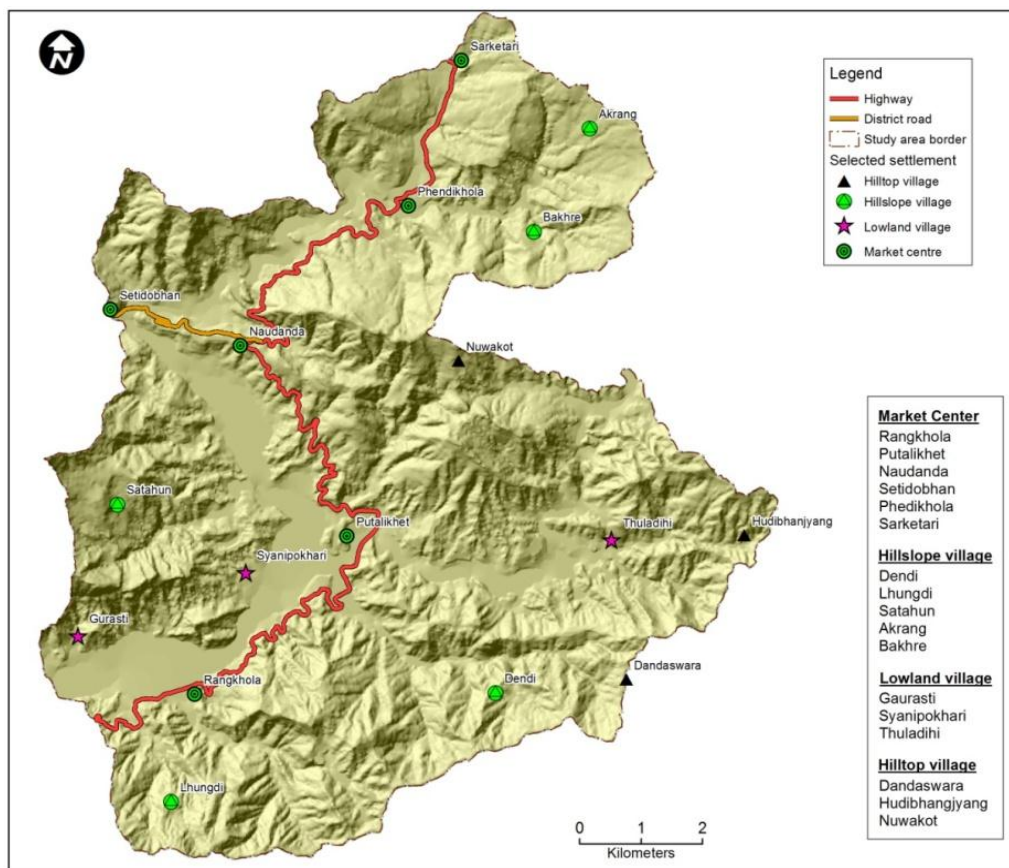 N
Sarketari
Akrang
Phendikhola
Bakhre
Setidobhan
Naudanda
Nuwakot
Satahun
Putalikhet
Thuladihi
Hudibhanjyang
Syanipokhari
Gurasti
Rangkhola
Dendi
Dandaswara
Lhungdi
0 1 2
Kilometers
Legend
Highway
District road
Study area border
Selected settlement
Hilltop village
Hillslope village
Lowland village
Market centre
Market Center
Rangkhola
Putalikhet
Naudanda
Setidobhan
Phedikhola
Sarketari
Hillslope village
Dendi
Lhungdi
Satahun
Akrang
Bakhre
Lowland village
Gaurasti
Syanipokhari
Thuladihi
Hilltop village
Dandaswara
Hudibhangjyang
Nuwakot